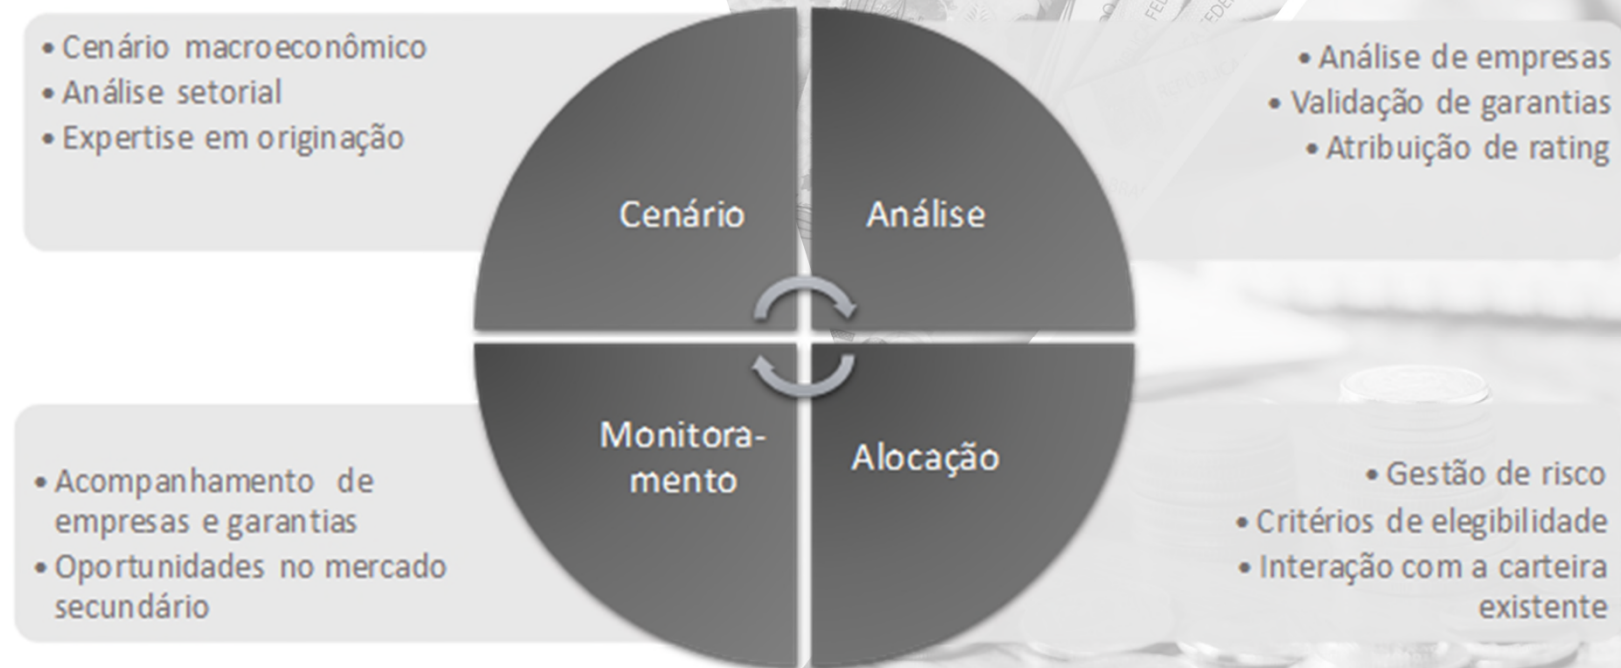 • Cenário macroeconômico
• Análise setorial
• Expertise em originação
• Análise de empresas
• Validação de garantias
• Atribuição de rating
Cenário
Análise
Monitora-
mento
Alocação
• Acompanhamento de
empresas e garantias
• Oportunidades no mercado
secundário
• Gestão de risco
• Critérios de elegibilidade
• Interação com a carteira
existente